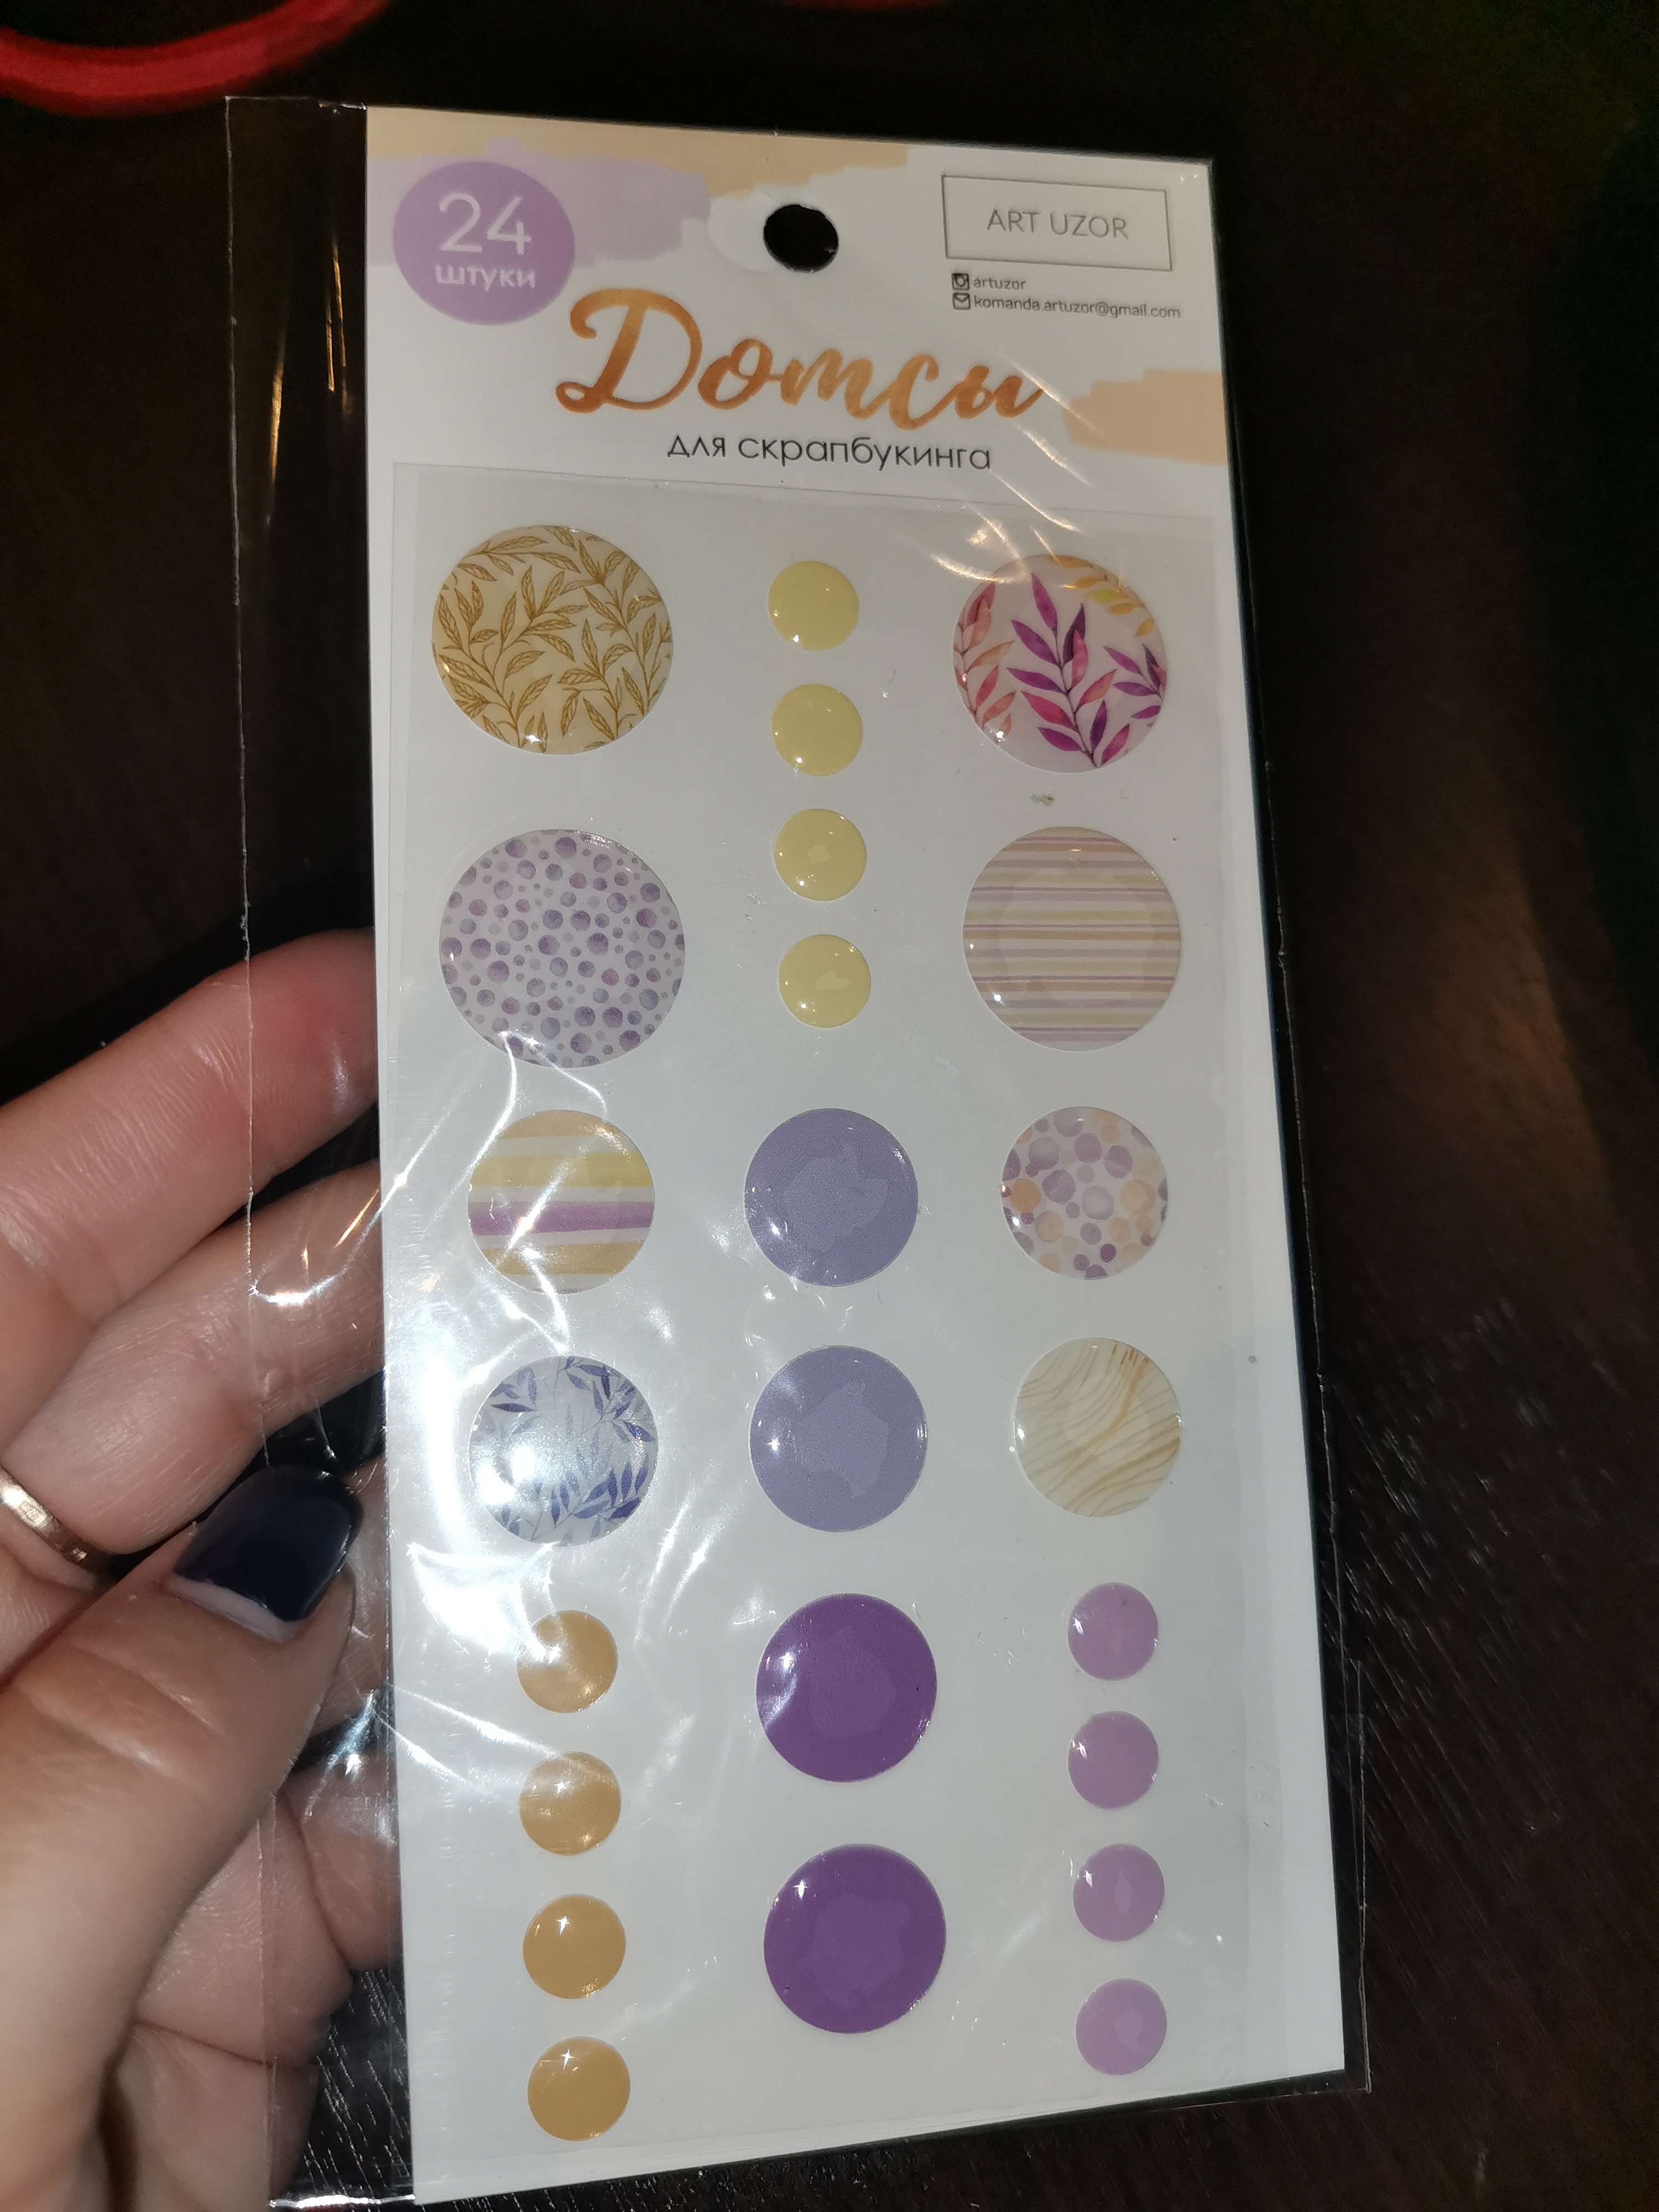 24
штуки
ART UZOR
artuzor
komanda.artuzor@gmail.com
Дотсы
для скрапбукинга